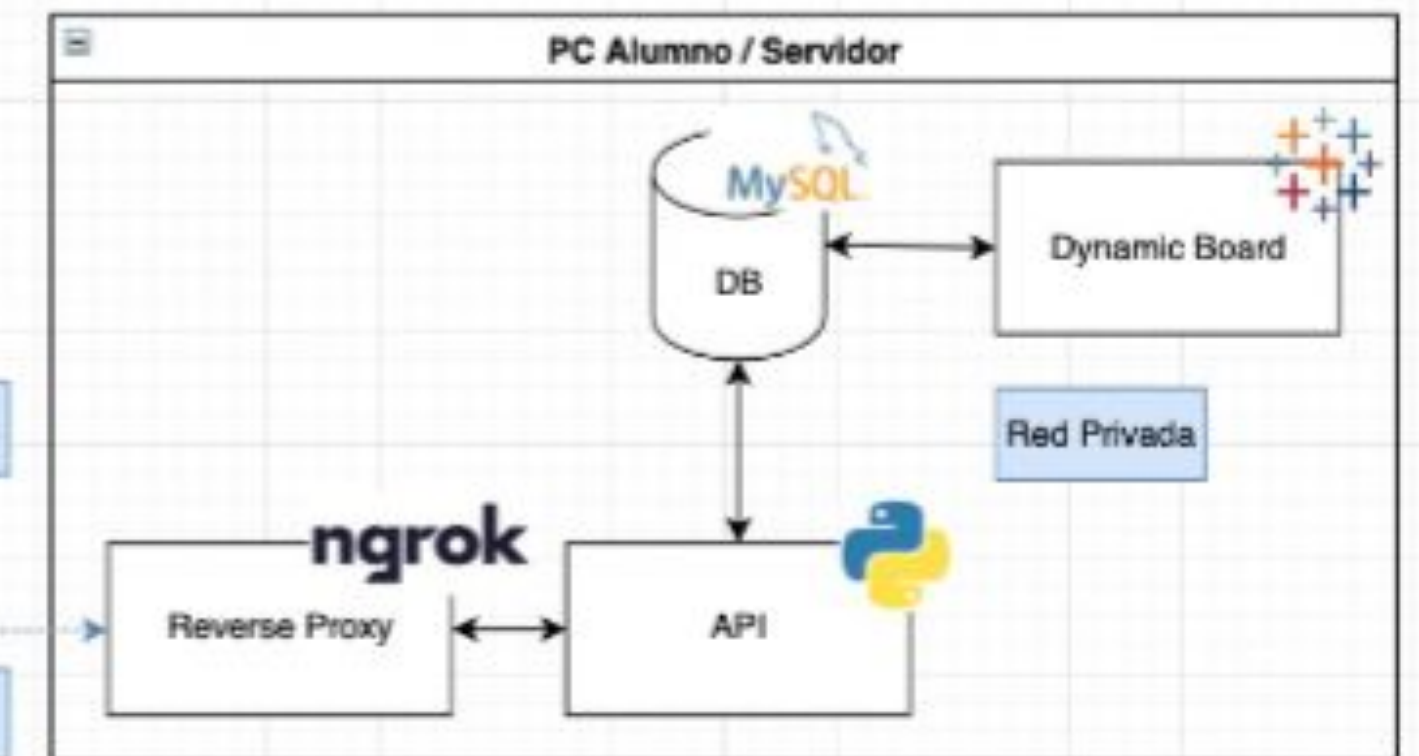 PC Alumno / Servidor
MySQL
DB
Dynamic Board
Red Privada
ngrok
Reverse Proxy
API